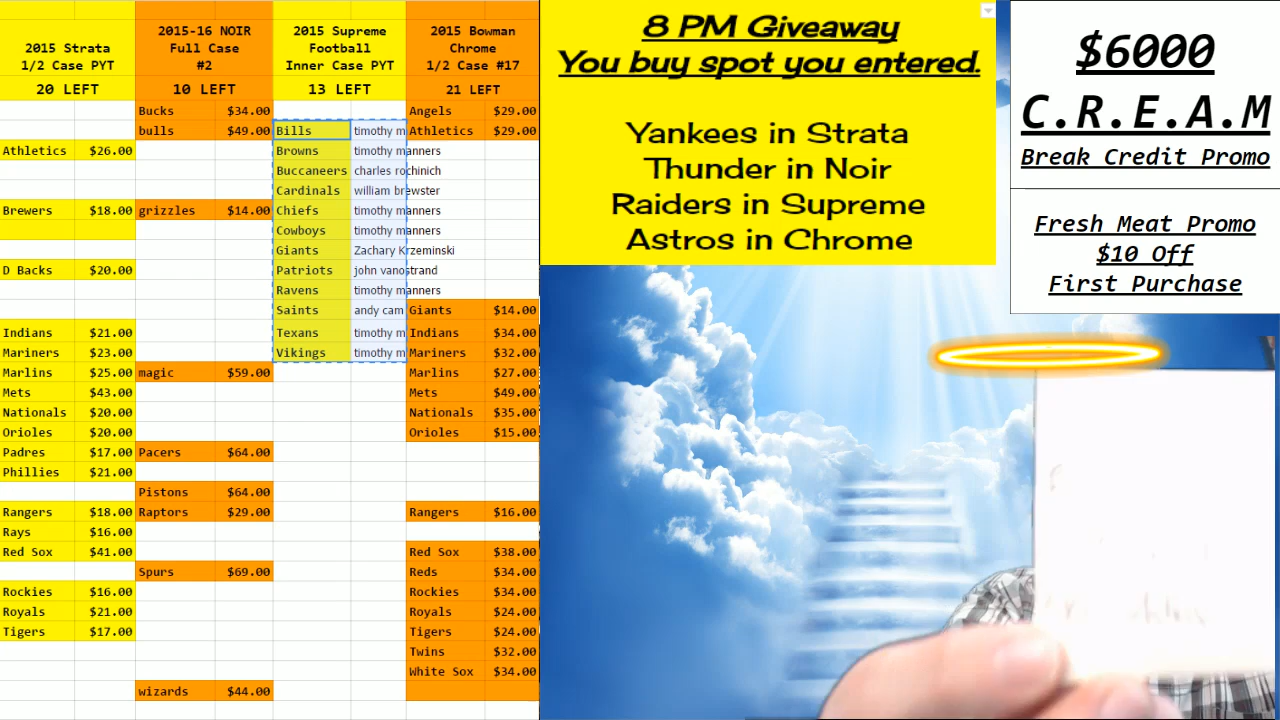 2015 Strata
1/2 Case PYT
20 LEFT
Athletics $26.00
Brewers $18.00
D Backs $20.00
Indians $21.00
Mariners $23.00
Marlins $25.00
Mets $43.00
Nationals $20.00
Orioles $20.00
Padres $17.00
Phillies $21.00
Rangers $18.00
Rays $16.00
Red Sox $41.00
Rockies $16.00
Royals $21.00
Tigers $17.00
2015-16 NOIR
Full Case
#2
10 LEFT
Bucks $34.00
bulls $49.00
grizzles $14.00
magic $59.00
Pacers $64.00
Pistons $64.00
Raptors $29.00
Spurs $69.00
wizards $44.00
2015 Supreme
Football
Inner Case PYT
13 LEFT
Bills timothy m
Browns timothy manners
Buccaneers charles rochinich
Cardinals william brewster
Chiefs timothy manners
Cowboys timothy manners
Giants Zachary Krzeminski
Patriots john vanostrand
Ravens timothy manners
Saints andy cam
Texans timothy m
Vikings timothy m
2015 Bowman
Chrome
1/2 Case #17
21 LEFT
Angels $29.00
Athletics $29.00
Giants $14.00
Indians $34.00
Mariners $32.00
Marlins $27.00
Mets $49.00
Nationals $35.00
Orioles $15.00
Rangers $16.00
Red Sox $38.00
Reds $34.00
Rockies $34.00
Royals $24.00
Tigers $24.00
Twins $32.00
White Sox $34.00
8 PM Giveaway
You buy spot you entered.
Yankees in Strata
Thunder in Noir
Raiders in Supreme
Astros in Chrome
$6000
C.R.E.A.M
Break Credit Promo
Fresh Meat Promo
$10 Off
First Purchase